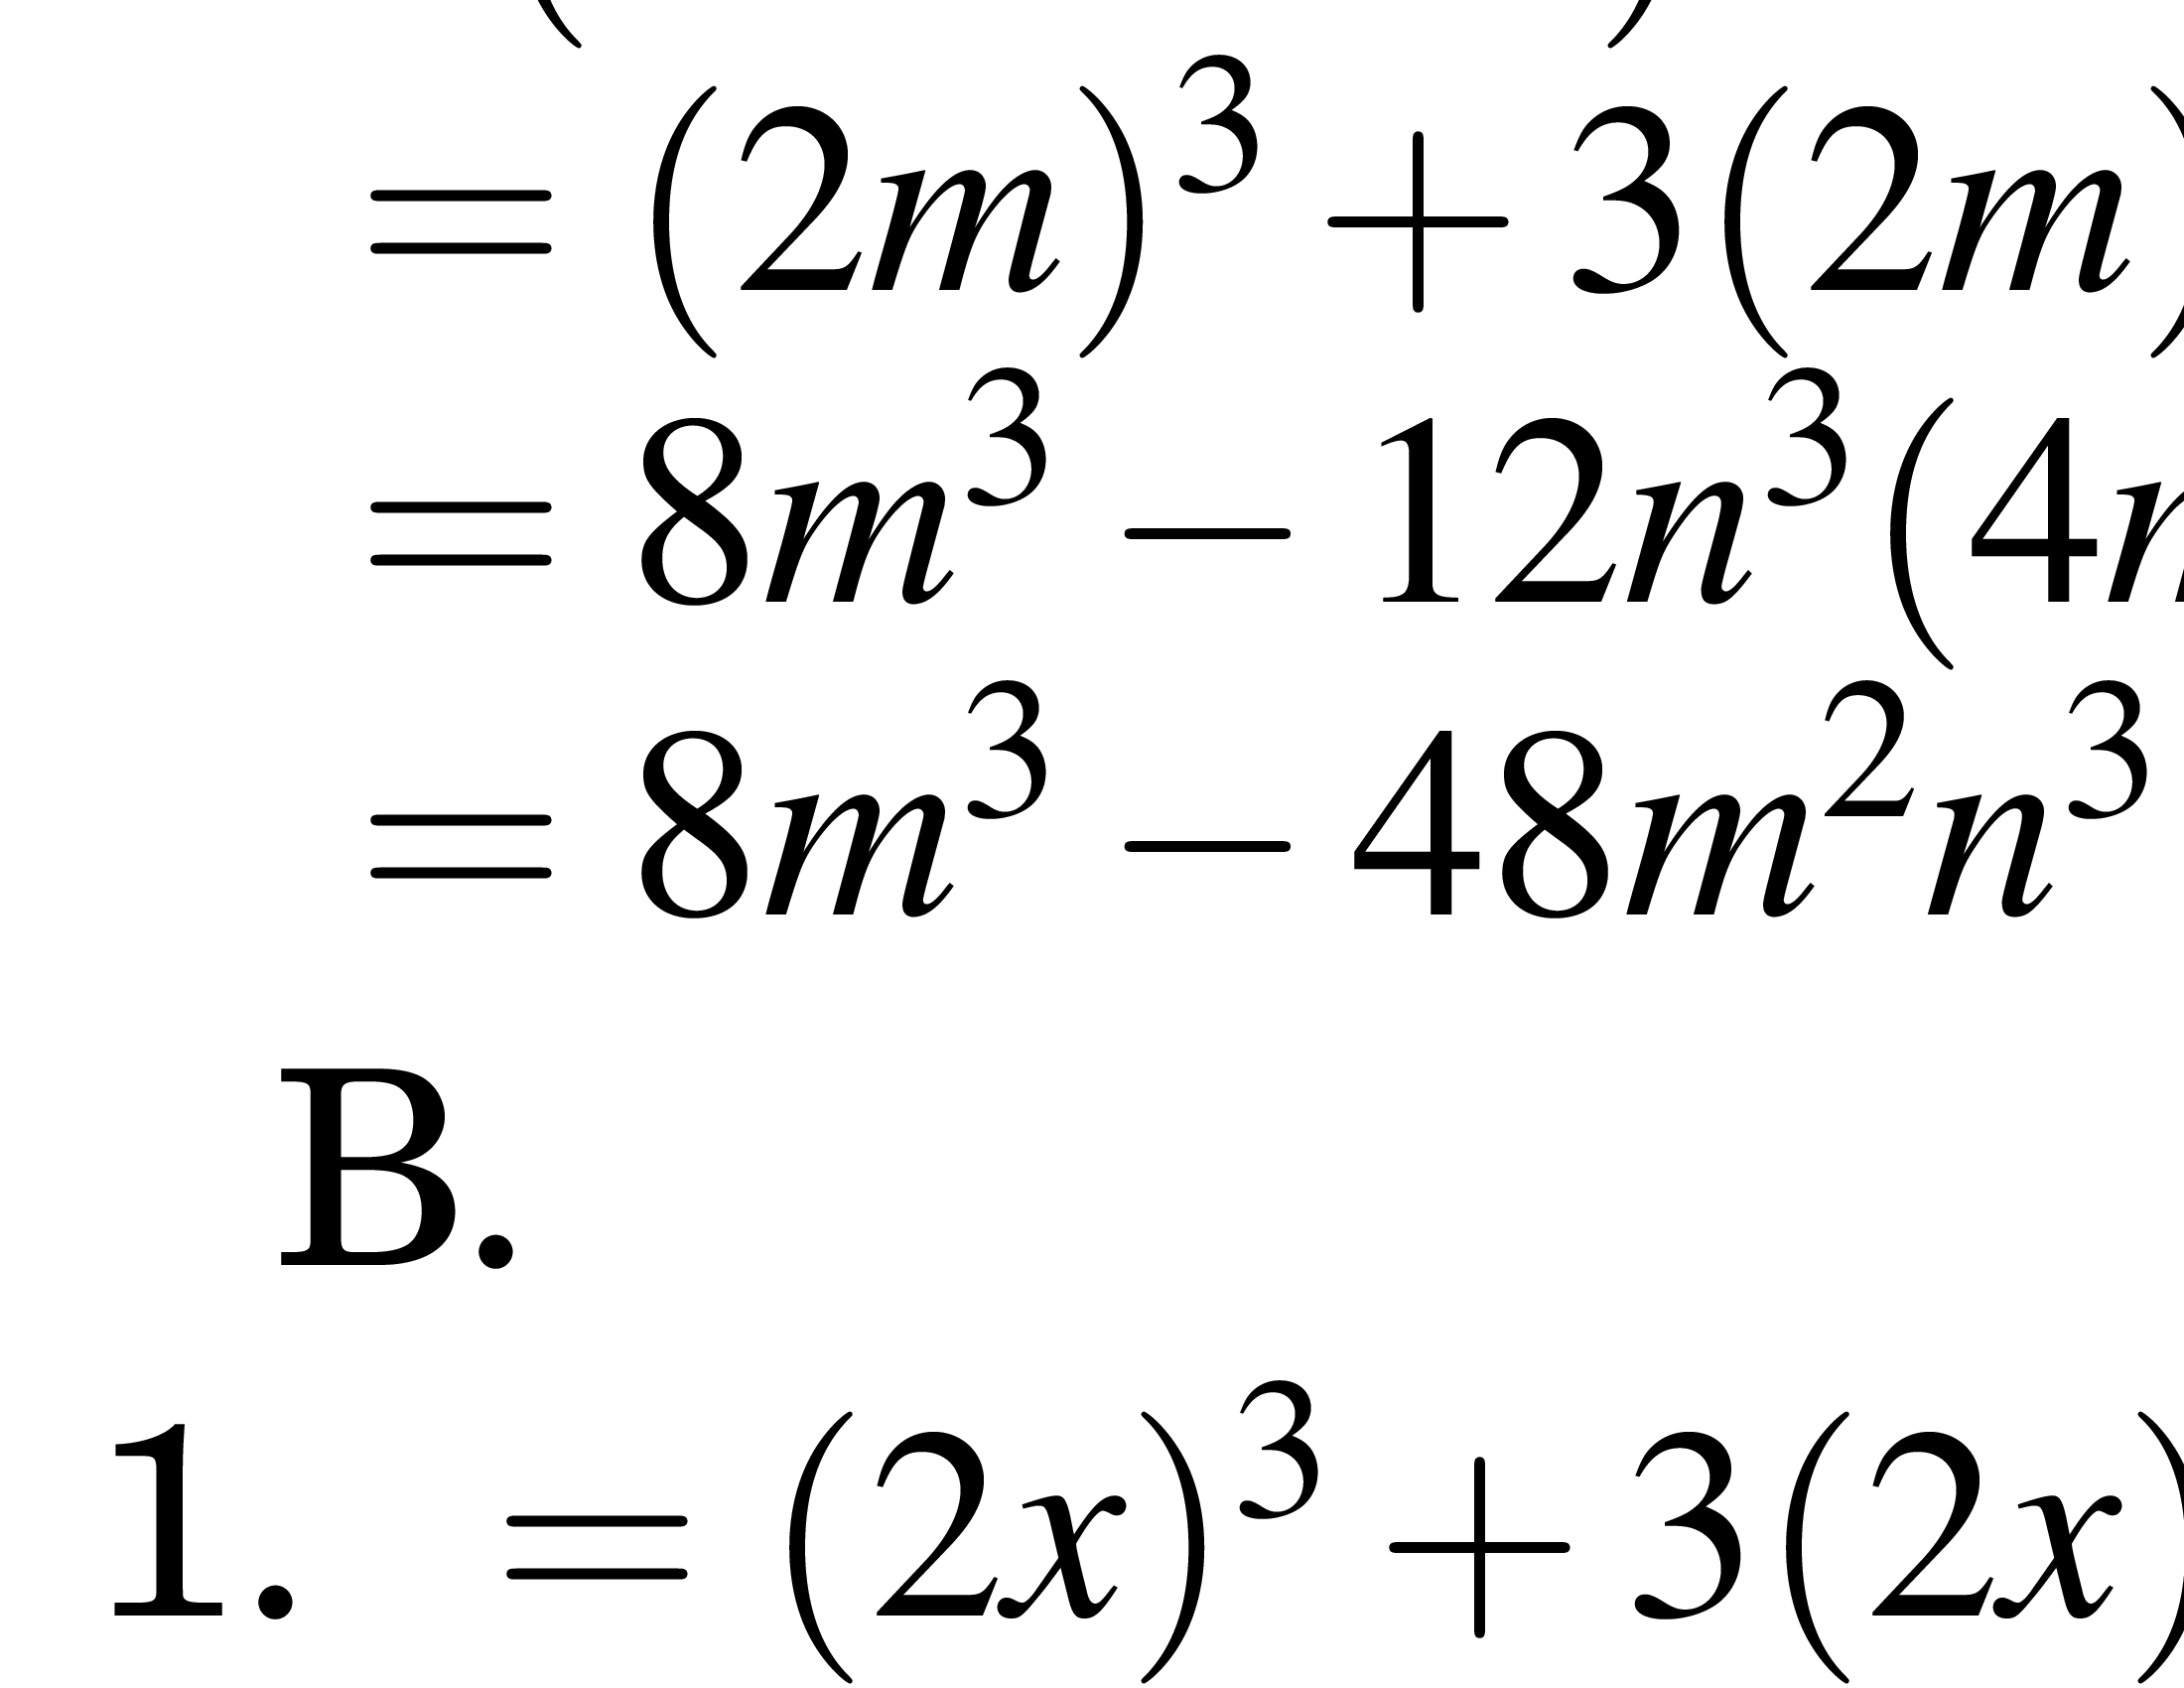 = (2m)³ + 3(2m)
= 8m³ − 12n³(4
= 8m³ − 48m²n³
B.
1. = (2x)³ + 3(2x)